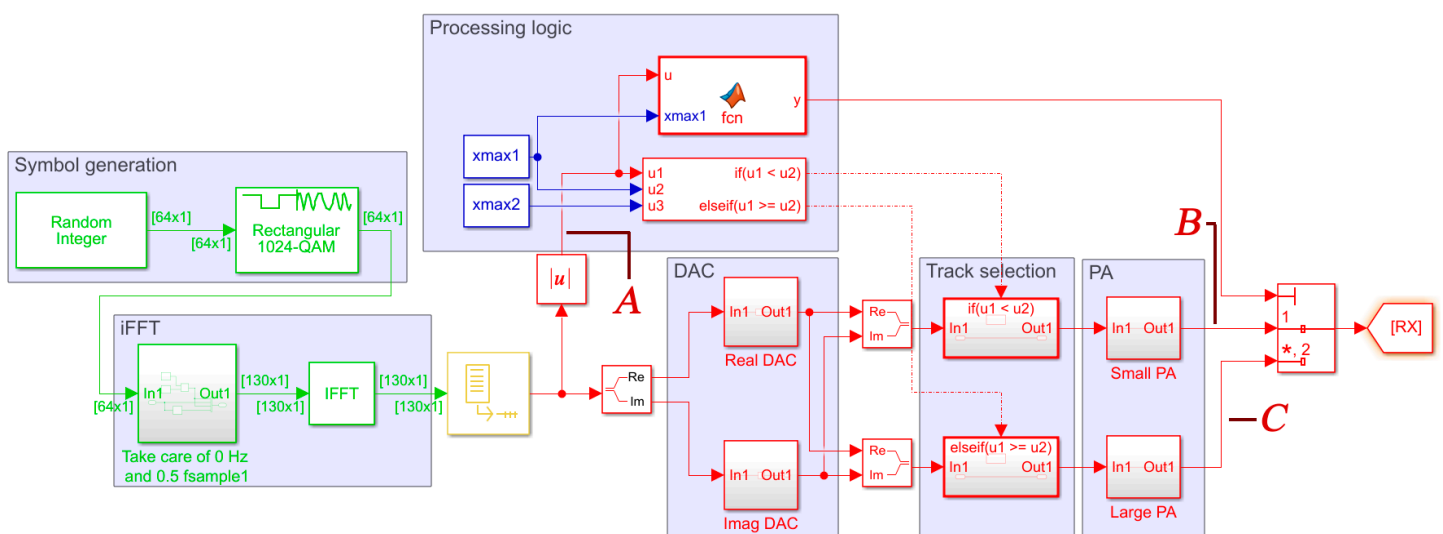 Processing logic
u
xmax1
fcn
y
xmax1
xmax2
u1
u2
u3
if(u1 < u2)
elseif(u1 >= u2)
Symbol generation
Random
Integer
[64x1]
[64x1]
Rectangular
1024-QAM
[64x1]
|u|
A
B
C
iFFT
[64x1]
In1
Out1
Take care of 0 Hz
and 0.5 fsample1
[130x1]
[130x1]
IFFT
[130x1]
[130x1]
Re
Im
DAC
In1
Out1
Real DAC
In1
Out1
Imag DAC
Re
Im
Re
Im
Track selection
if(u1 < u2)
In1
Out1
elseif(u1 >= u2)
In1
Out1
PA
In1
Out1
Small PA
In1
Out1
Large PA
1
*, 2
[RX]